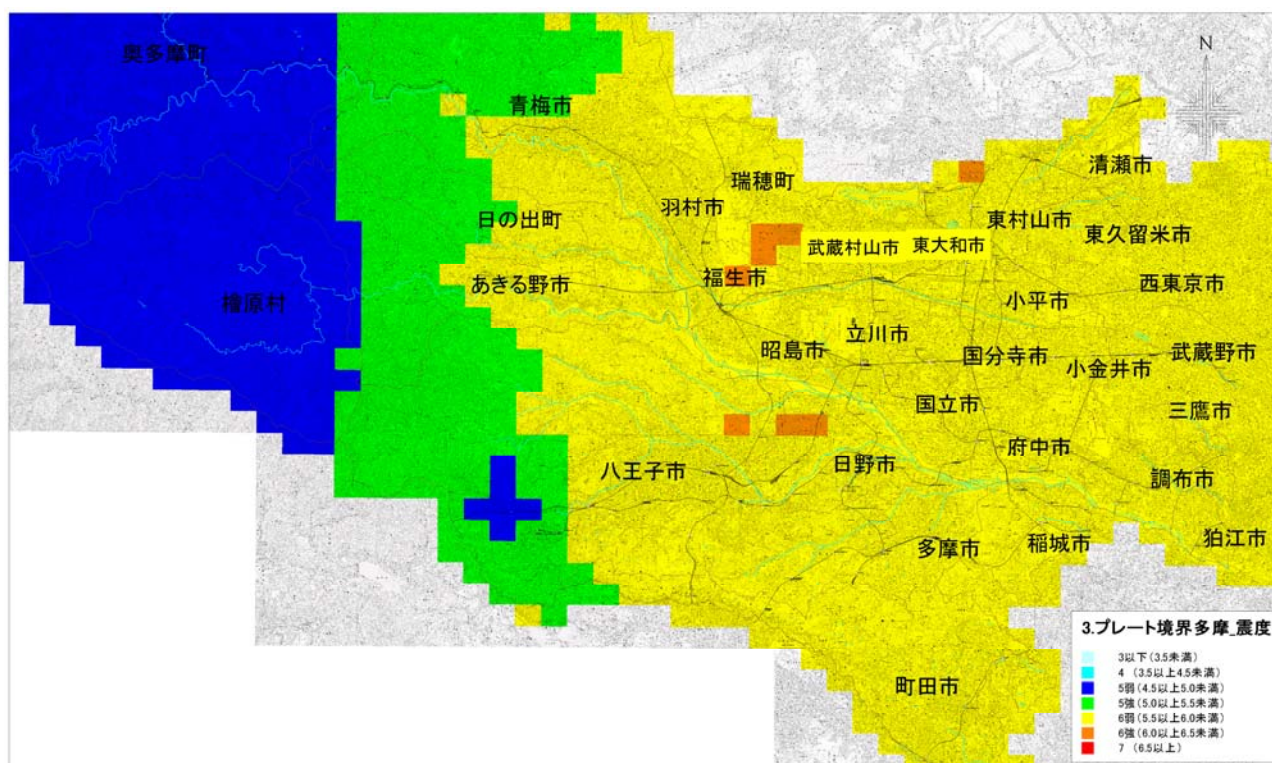 奥多摩町
N
青梅市
清瀬市
瑞穂町
羽村市
日の出町
東村山市
東久留米市
武蔵村山市
東大和市
福生市
あきる野市
西東京市
檜原村
小平市
立川市
昭島市
国分寺市
武蔵野市
小金井市
国立市
三鷹市
府中市
八王子市
日野市
調布市
狛江市
多摩市
稲城市
町田市
3.プレート境界多摩_震度
3以下(3.5未満)
4 (3.5以上4.5未満)
5弱(4.5以上5.0未満)
5強(5.0以上5.5未満)
6弱(5.5以上6.0未満)
6強(6.0以上6.5未満)
7 (6.5以上)